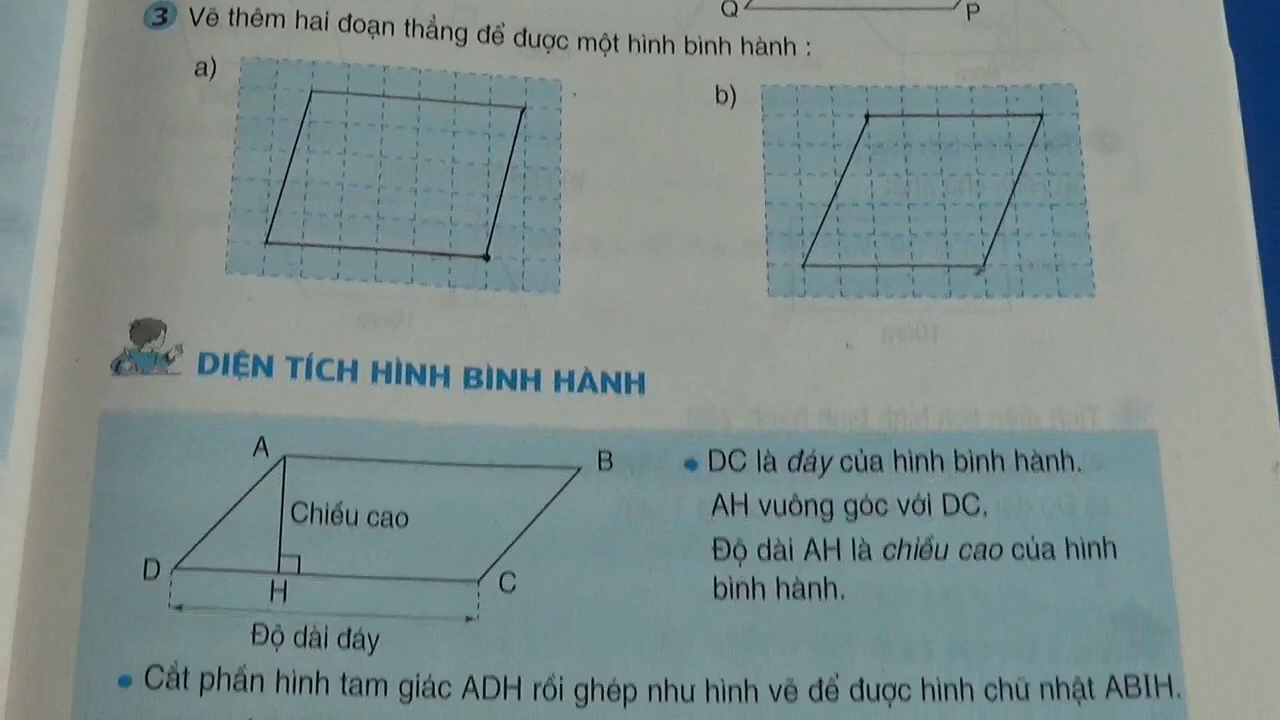 Q P
3 Vẽ thêm hai đoạn thẳng để được một hình bình hành :
a)
b)
DIỆN TÍCH HÌNH BÌNH HÀNH
A
B
Chiều cao
D
H
C
Độ dài đáy
• DC là đáy của hình bình hành.
AH vuông góc với DC.
Độ dài AH là chiều cao của hình
bình hành.
• Cắt phần hình tam giác ADH rồi ghép như hình vẽ để được hình chữ nhật ABIH.